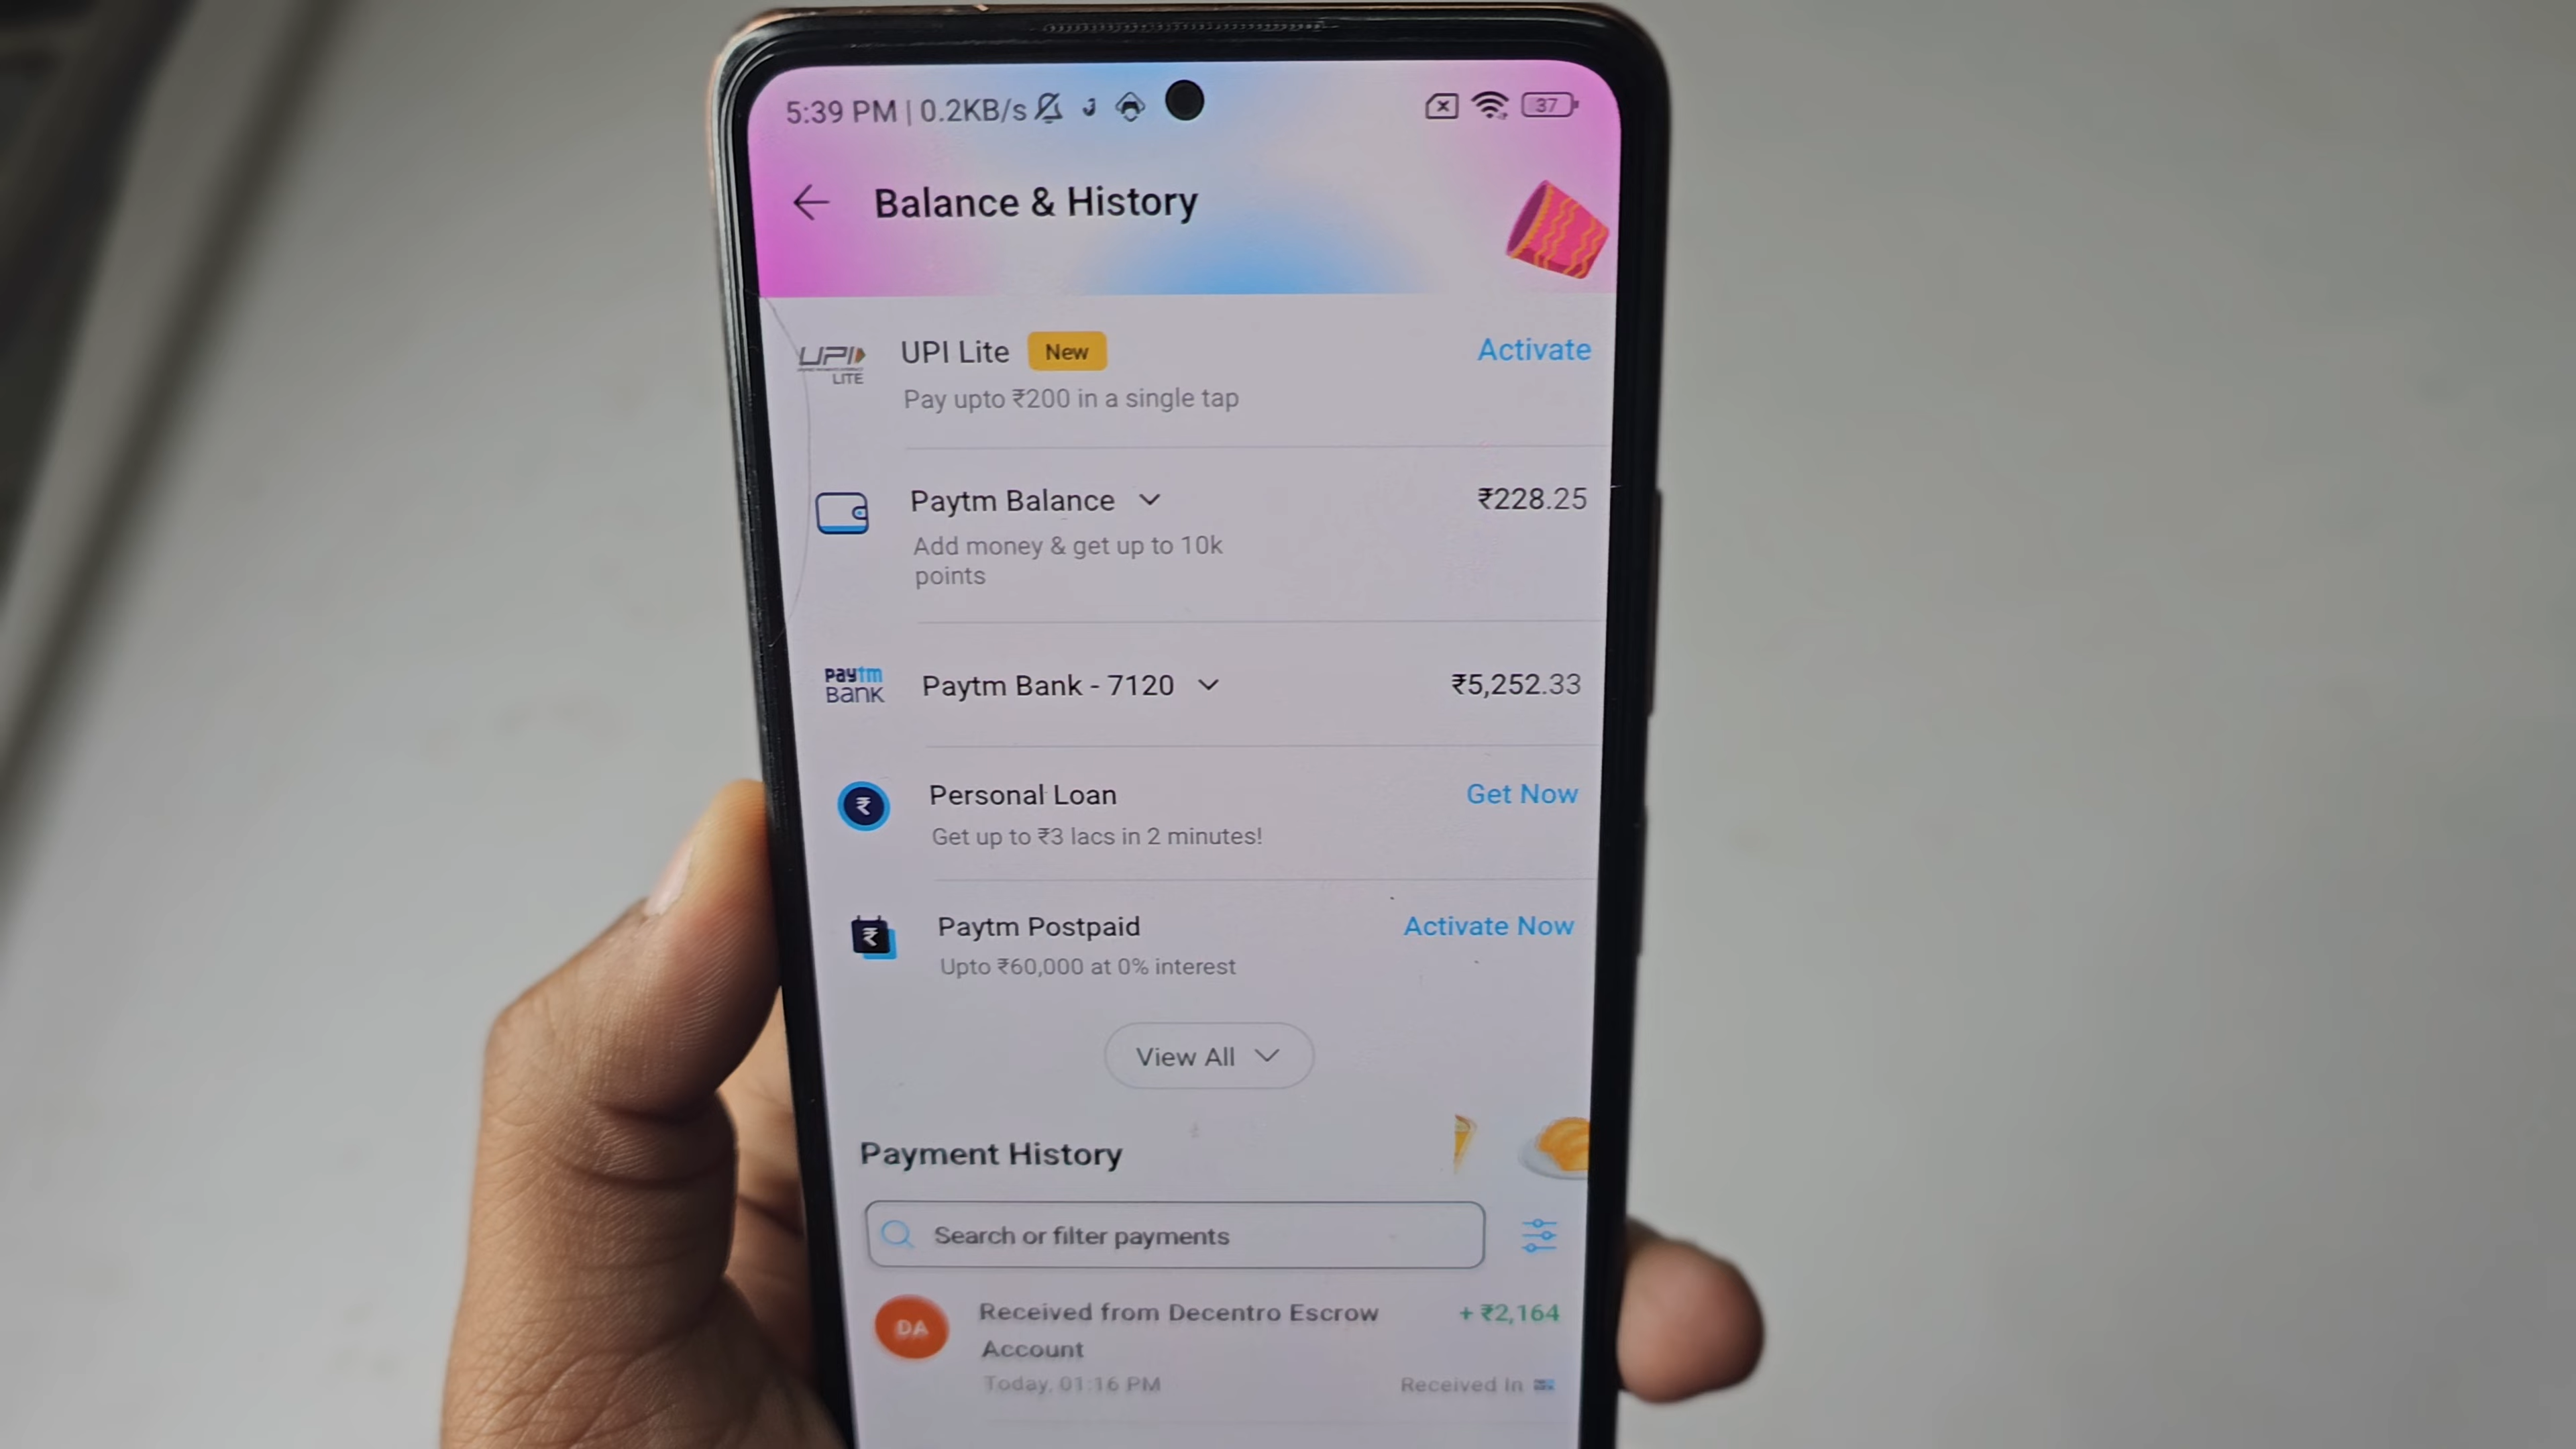 5:39 PM | 0.2KB/s
37
Balance & History
UPI LITE
UPI Lite New Activate
Pay upto ₹200 in a single tap
Paytm Balance ₹228.25
Add money & get up to 10k
points
paytm BANK
Paytm Bank - 7120 ₹5,252.33
₹ Personal Loan Get Now
Get up to ₹3 lacs in 2 minutes!
₹ Paytm Postpaid Activate Now
Upto ₹60,000 at 0% interest
View All
Payment History
Search or filter payments
DA Received from Decentro Escrow + ₹2,164
Account
Today, 01:16 PM Received In